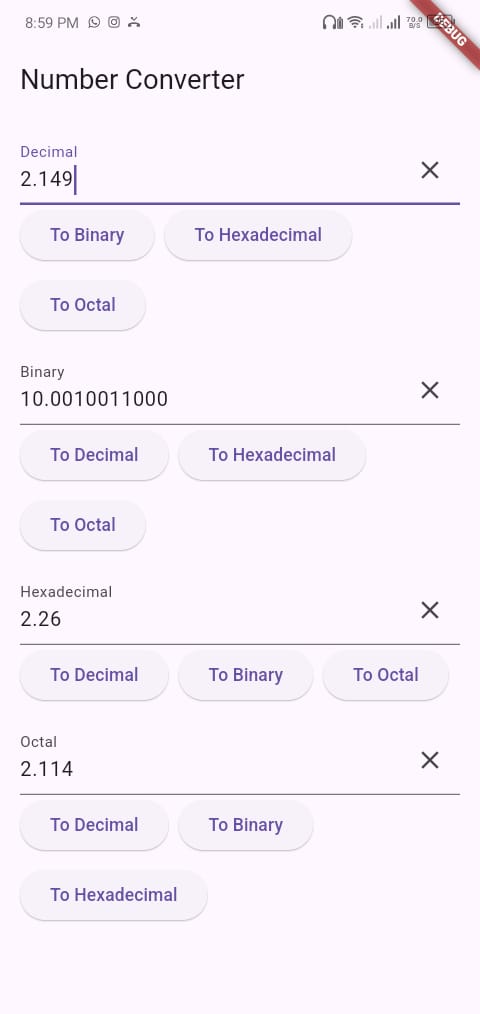 8:59 PM 70.0 B/S
DEBUG
Number Converter
Decimal
2.149
To Binary To Hexadecimal
To Octal
Binary
10.0010011000
To Decimal To Hexadecimal
To Octal
Hexadecimal
2.26
To Decimal To Binary To Octal
Octal
2.114
To Decimal To Binary
To Hexadecimal